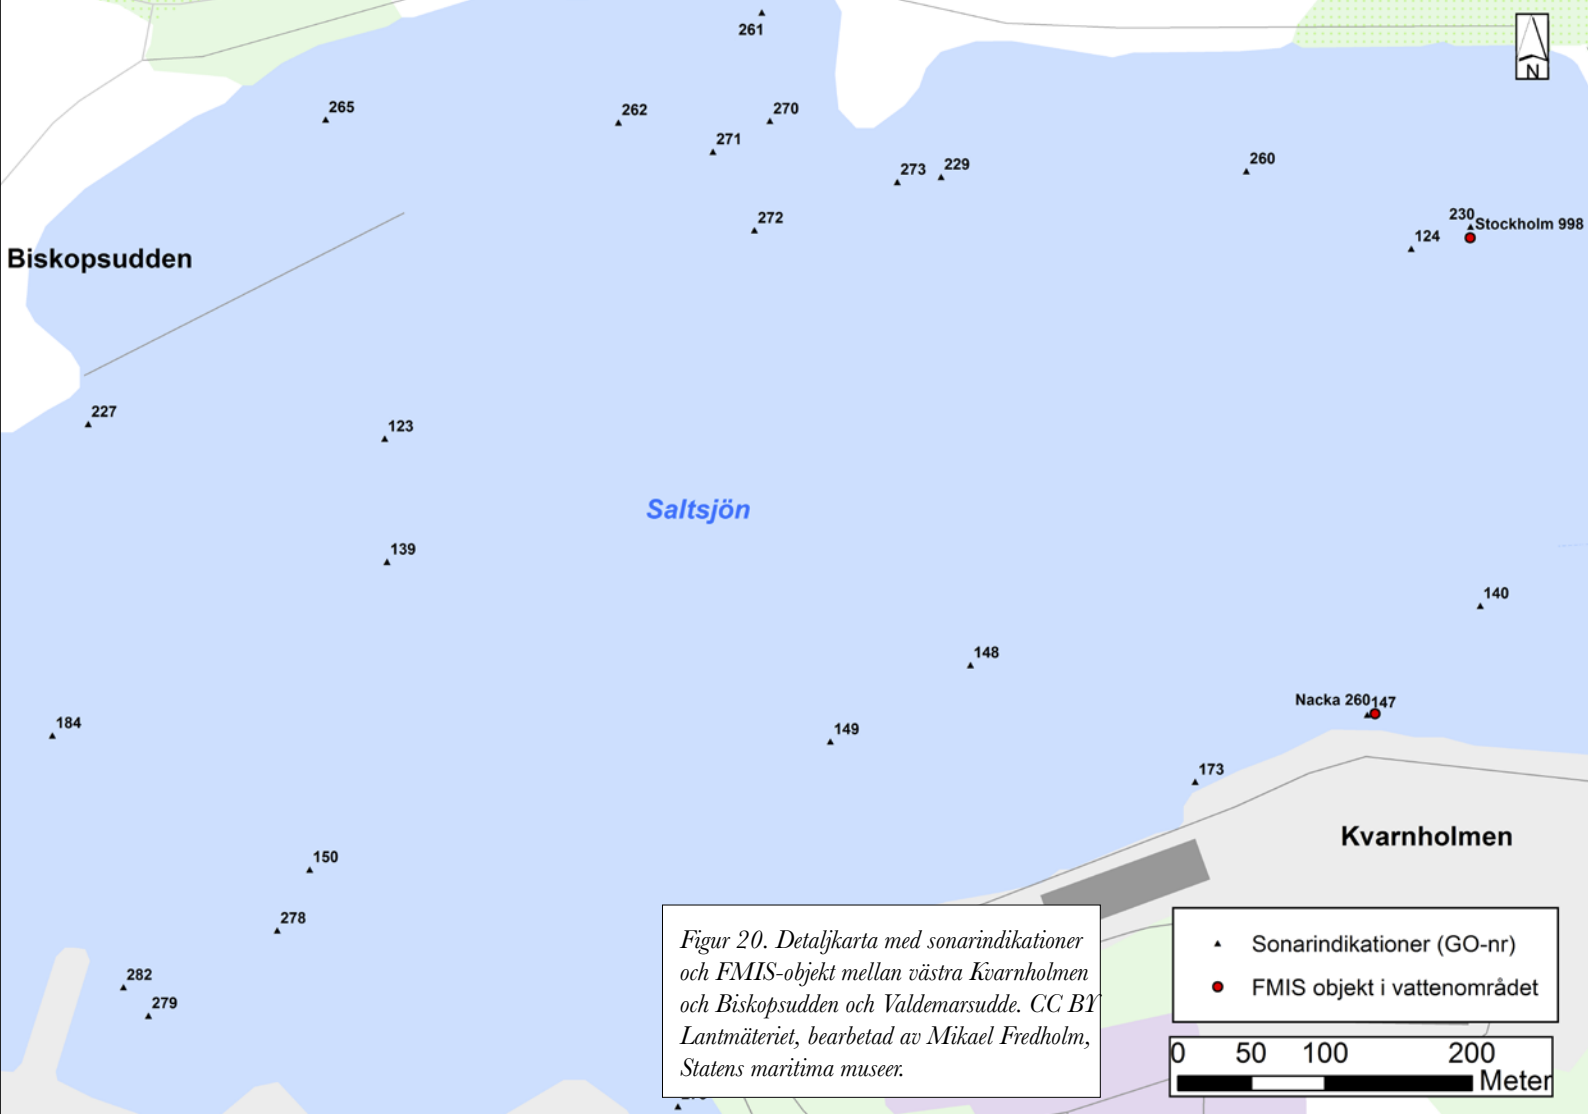 261
N
265
262
270
271
273
229
260
272
230
Stockholm 998
124
Biskopsudden
227
123
Saltsjön
139
140
148
Nacka 260
147
184
149
173
Kvarnholmen
150
278
282
279
Figur 20. Detaljkarta med sonarindikationer
och FMIS-objekt mellan västra Kvarnholmen
och Biskopsudden och Valdemarsudde. CC BY
Lantmäteriet, bearbetad av Mikael Fredholm,
Statens maritima museer.
Sonarindikationer (GO-nr)
FMIS objekt i vattenområdet
0 50 100 200
Meter